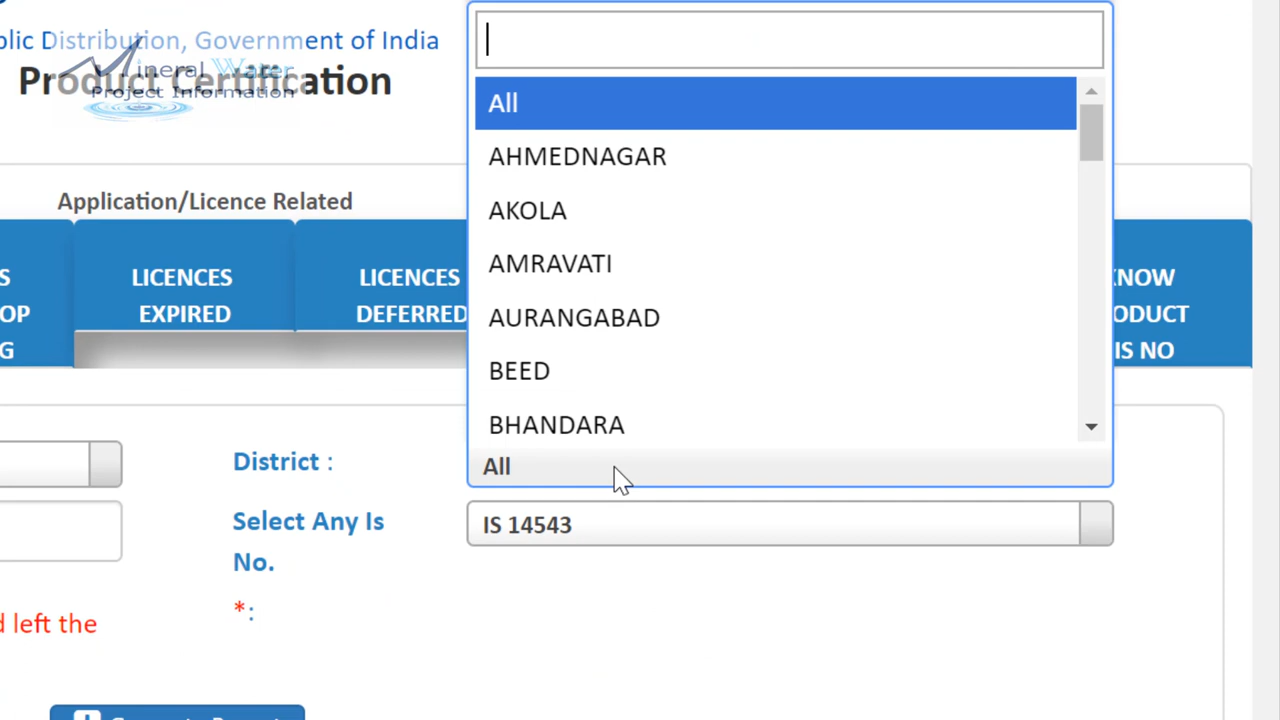 blic Distribution, Government of India
Product Certification
Mineral Water
Project Information
All
AHMEDNAGAR
AKOLA
AMRAVATI
AURANGABAD
BEED
BHANDARA
All
Application/Licence Related
S
OP
G
LICENCES
EXPIRED
LICENCES
DEFERRED
KNOW
ODUCT
IS NO
District :
Select Any Is
No.
*:
IS 14543
d left the